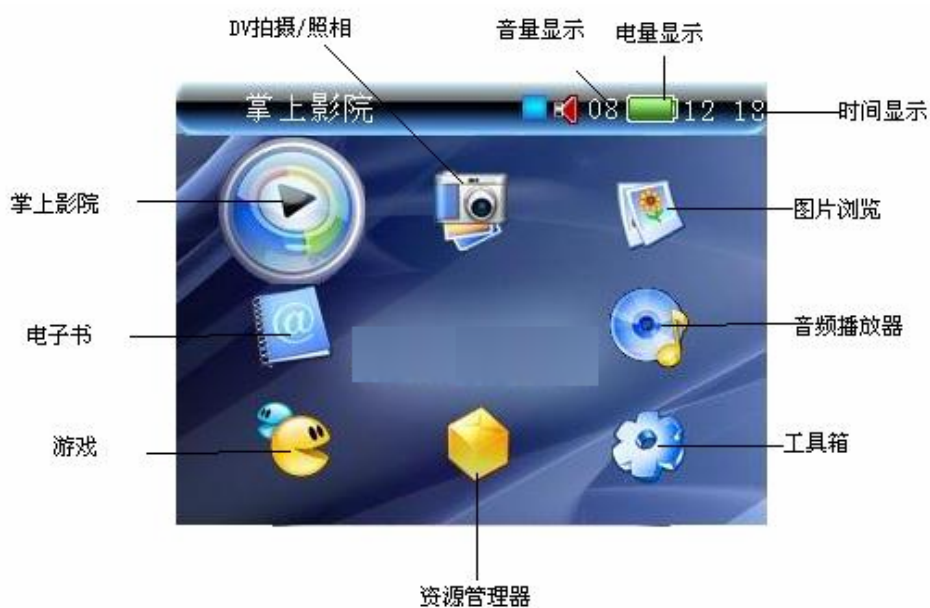 DV拍摄/照相
音量显示
电量显示
掌上影院
08
12 18
时间显示
掌上影院
图片浏览
电子书
音频播放器
游戏
工具箱
资源管理器